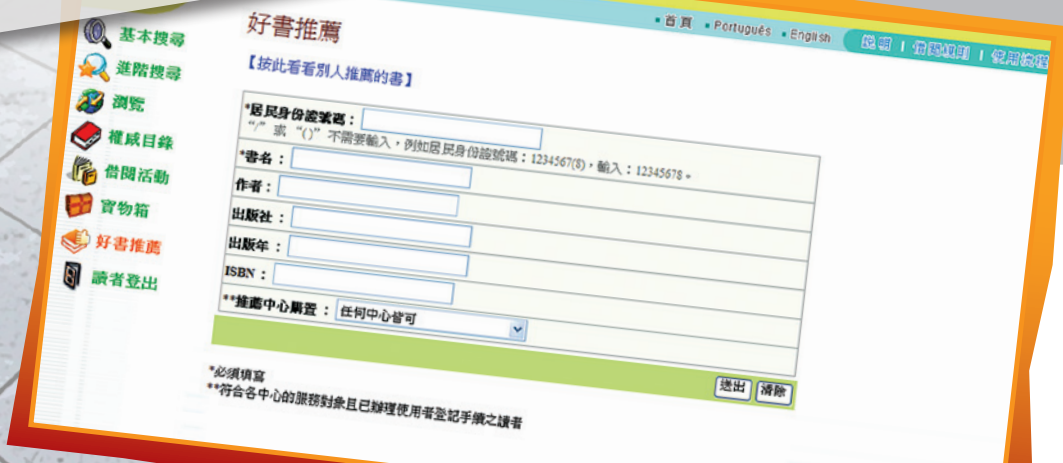 •首頁 •Português •English 說明 | 借閱規則 | 使用流程
基本搜尋
進階搜尋
瀏覽
權威目錄
借閱活動
寶物箱
好書推薦
讀者登出
好書推薦
【按此看看別人推薦的書】
*居民身份證號碼：
“/” 或 “()” 不需要輸入，例如居民身份證號碼：1234567(8)，輸入：12345678。
*書名：
作者：
出版社：
出版年：
ISBN：
**推薦中心購置： 任何中心皆可
送出 清除
*必須填寫
**符合各中心的服務對象且已辦理使用者登記手續之讀者